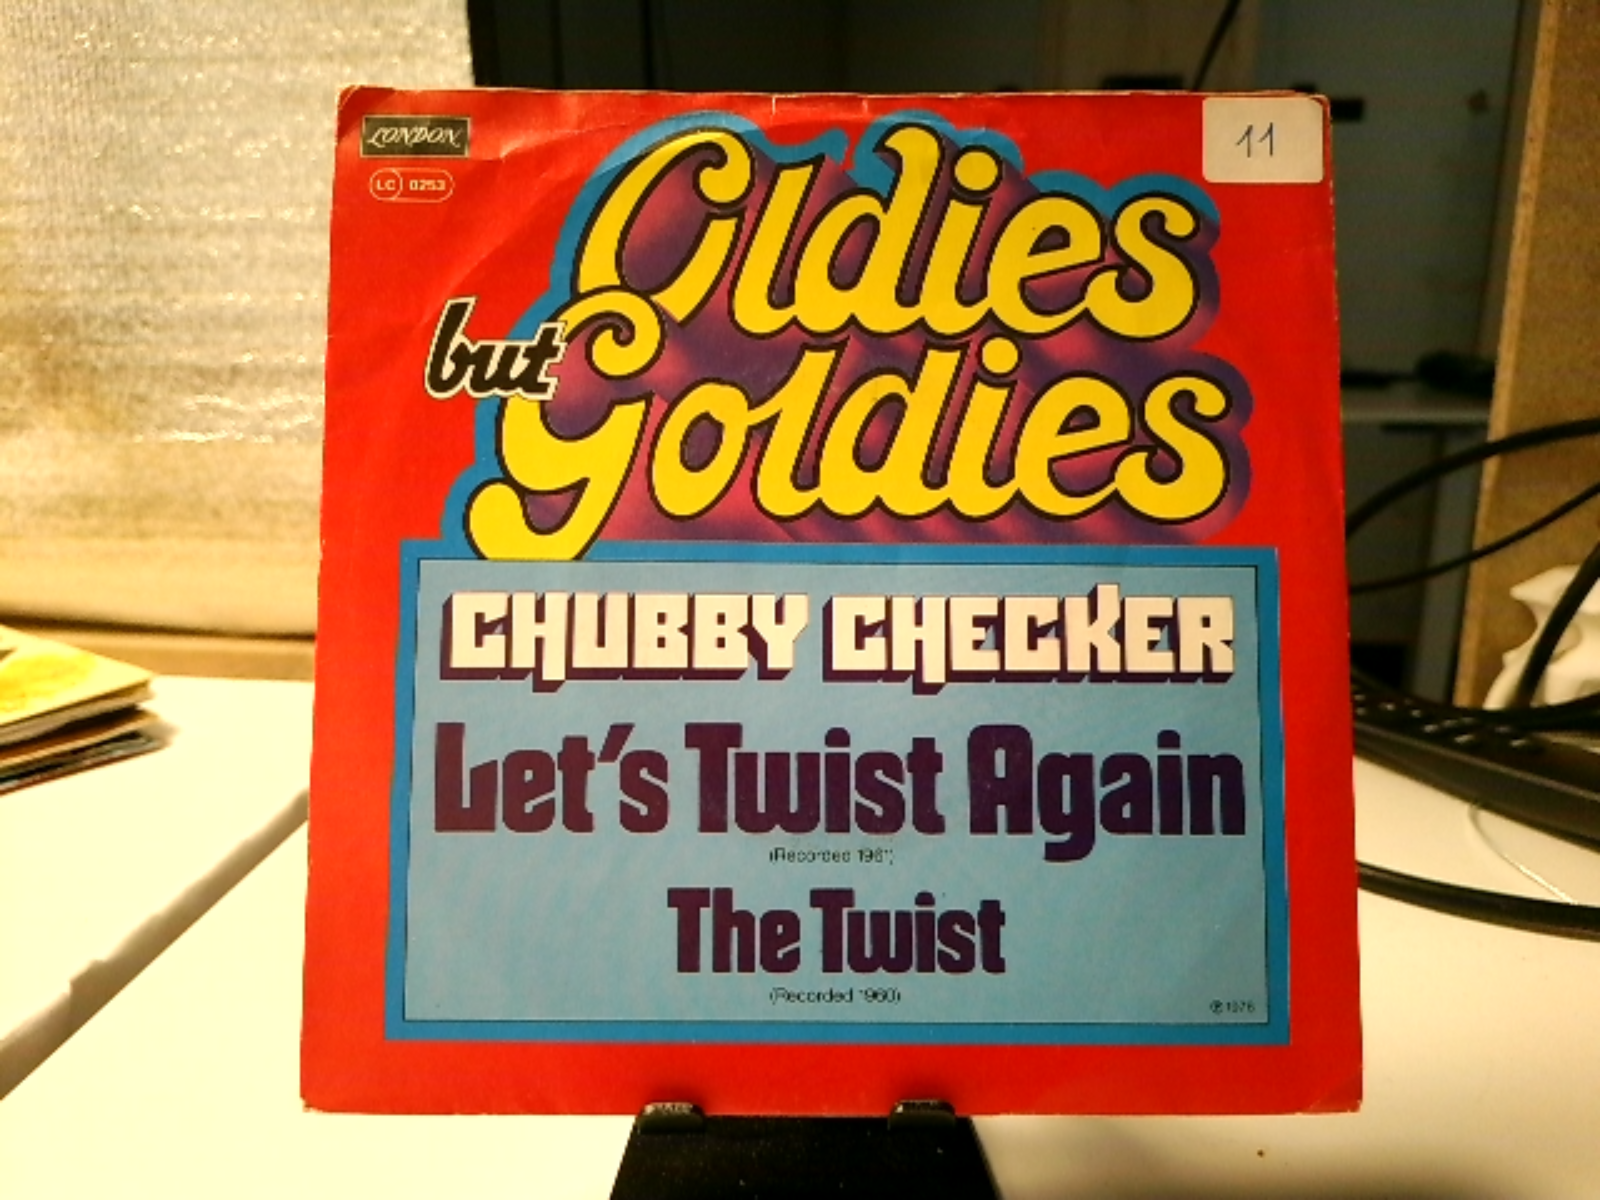 LONDON
LC 0253
11
Oldies
but
Goldies
CHUBBY CHECKER
Let's Twist Again
(Recorded 1961)
The Twist
(Recorded 1960)
℗ 1976